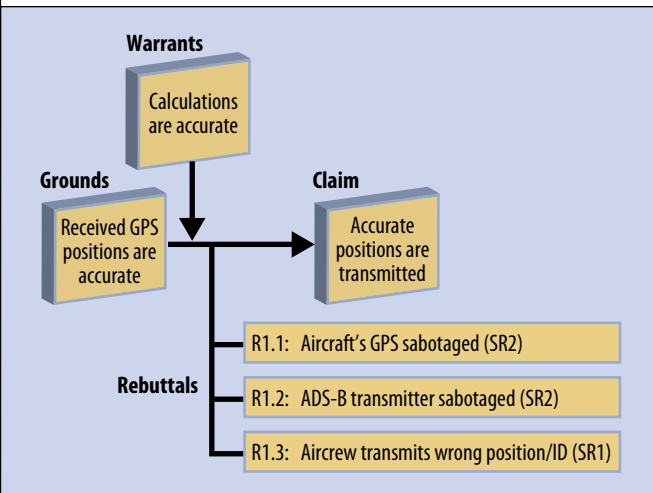 Warrants
Calculations
are accurate
Grounds
Claim
Received GPS
positions are
accurate
Accurate
positions are
transmitted
Rebuttals
R1.1: Aircraft's GPS sabotaged (SR2)
R1.2: ADS-B transmitter sabotaged (SR2)
R1.3: Aircrew transmits wrong position/ID (SR1)